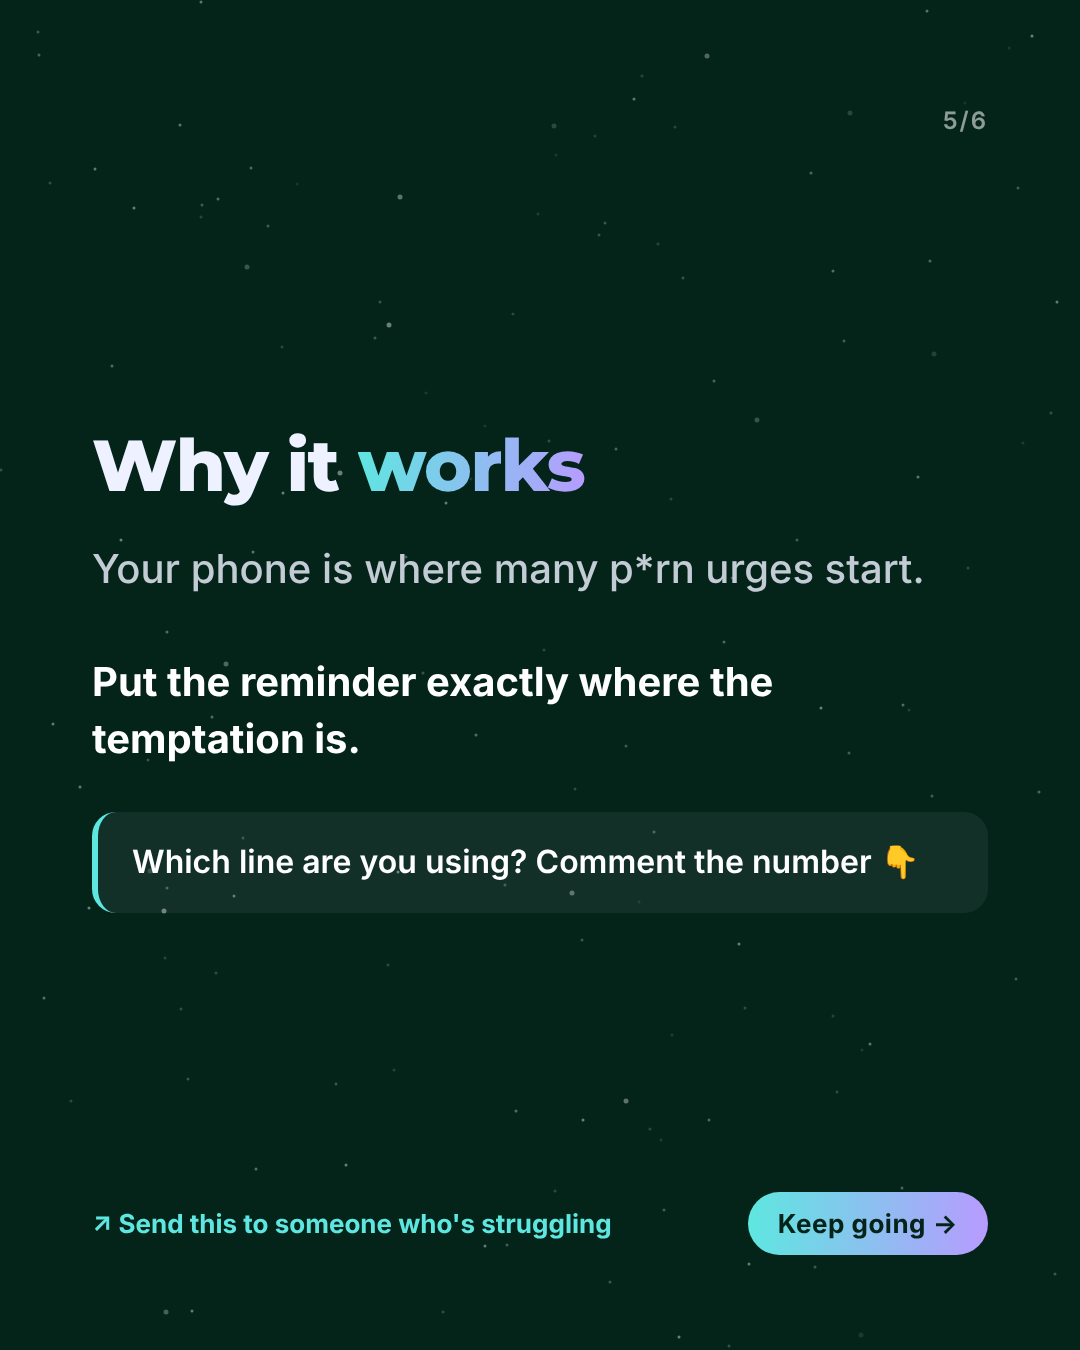 5/6
Why it works
Your phone is where many p*rn urges start.
Put the reminder exactly where the
temptation is.
Which line are you using? Comment the number 👇
↗ Send this to someone who's struggling
Keep going →